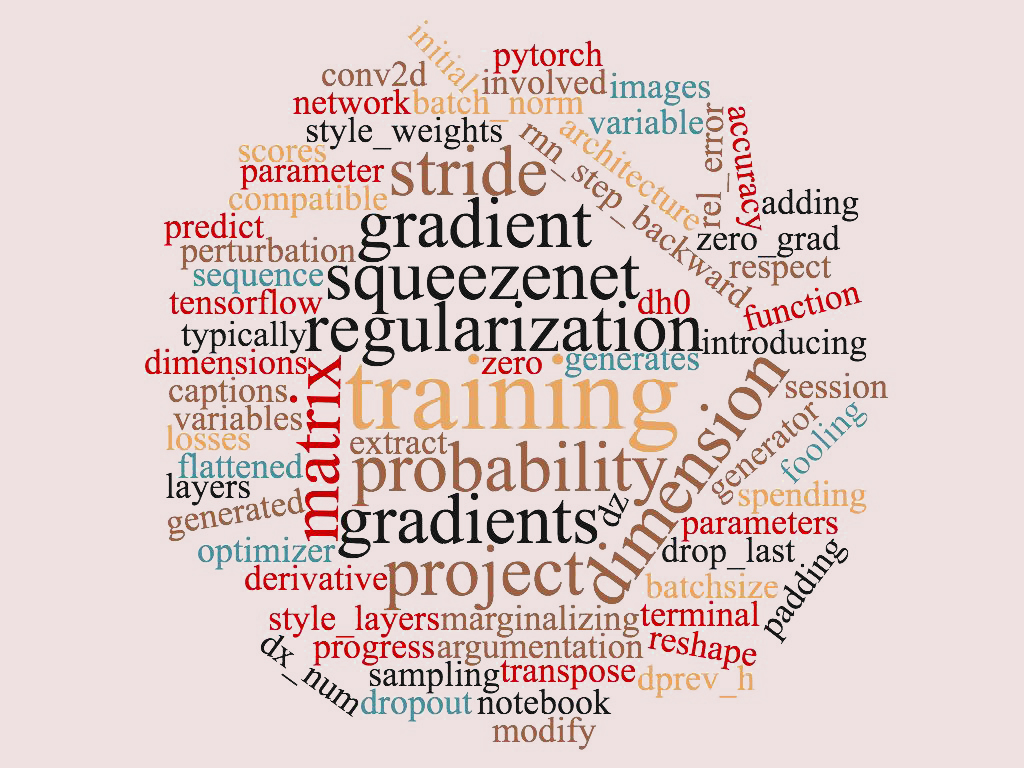 initial
pytorch
conv2d
involved
images
network
batch_norm
variable
accuracy
rel_error
style_weights
rnn_step_backward
architecture
scores
parameter
stride
compatible
adding
predict
gradient
zero_grad
perturbation
respect
sequence
squeezenet
tensorflow
dh0
function
typically
regularization
introducing
dimensions
zero
generates
captions
matrix
training
dimension
session
variables
generator
fooling
losses
extract
flattened
probability
layers
spending
generated
gradients
dz
parameters
optimizer
drop_last
padding
derivative
project
batchsize
style_layers
marginalizing
terminal
dx_num
progress
argumentation
reshape
sampling
transpose
dprev_h
dropout
notebook
modify